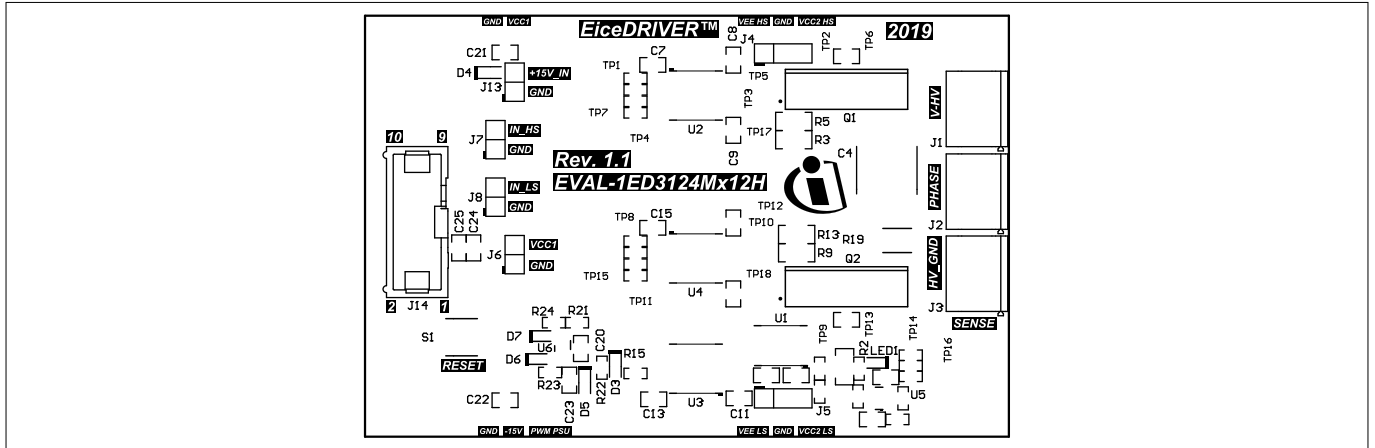 GND VCC1
EiceDRIVER™
VEE HS GND VCC2 HS
2019
C21
D4
J13
+15V_IN
GND
C7
C8
J4
TP2
TP6
TP1
TP5
TP3
TP7
TP4
U2
C9
TP17
R5
R3
Q1
C4
V-HV
J1
10 9
J7
IN_HS
GND
Rev. 1.1
EVAL-1ED3124Mx12H
i
J8
IN_LS
GND
PHASE
J2
C25
C24
J6
VCC1
GND
TP8
C15
TP12
TP10
R13
R9
R19
Q2
TP15
TP11
U4
TP18
HV_GND
J3
SENSE
2 1
J14
S1
RESET
R24 R21
D7
U6
D6
C20
R23
C23
D5
R22
D3
R15
U1
TP9
TP13
R2
LED1
TP14
TP16
C22
C13
U3
C11
J5
U5
GND -15V PWM PSU
VEE LS GND VCC2 LS